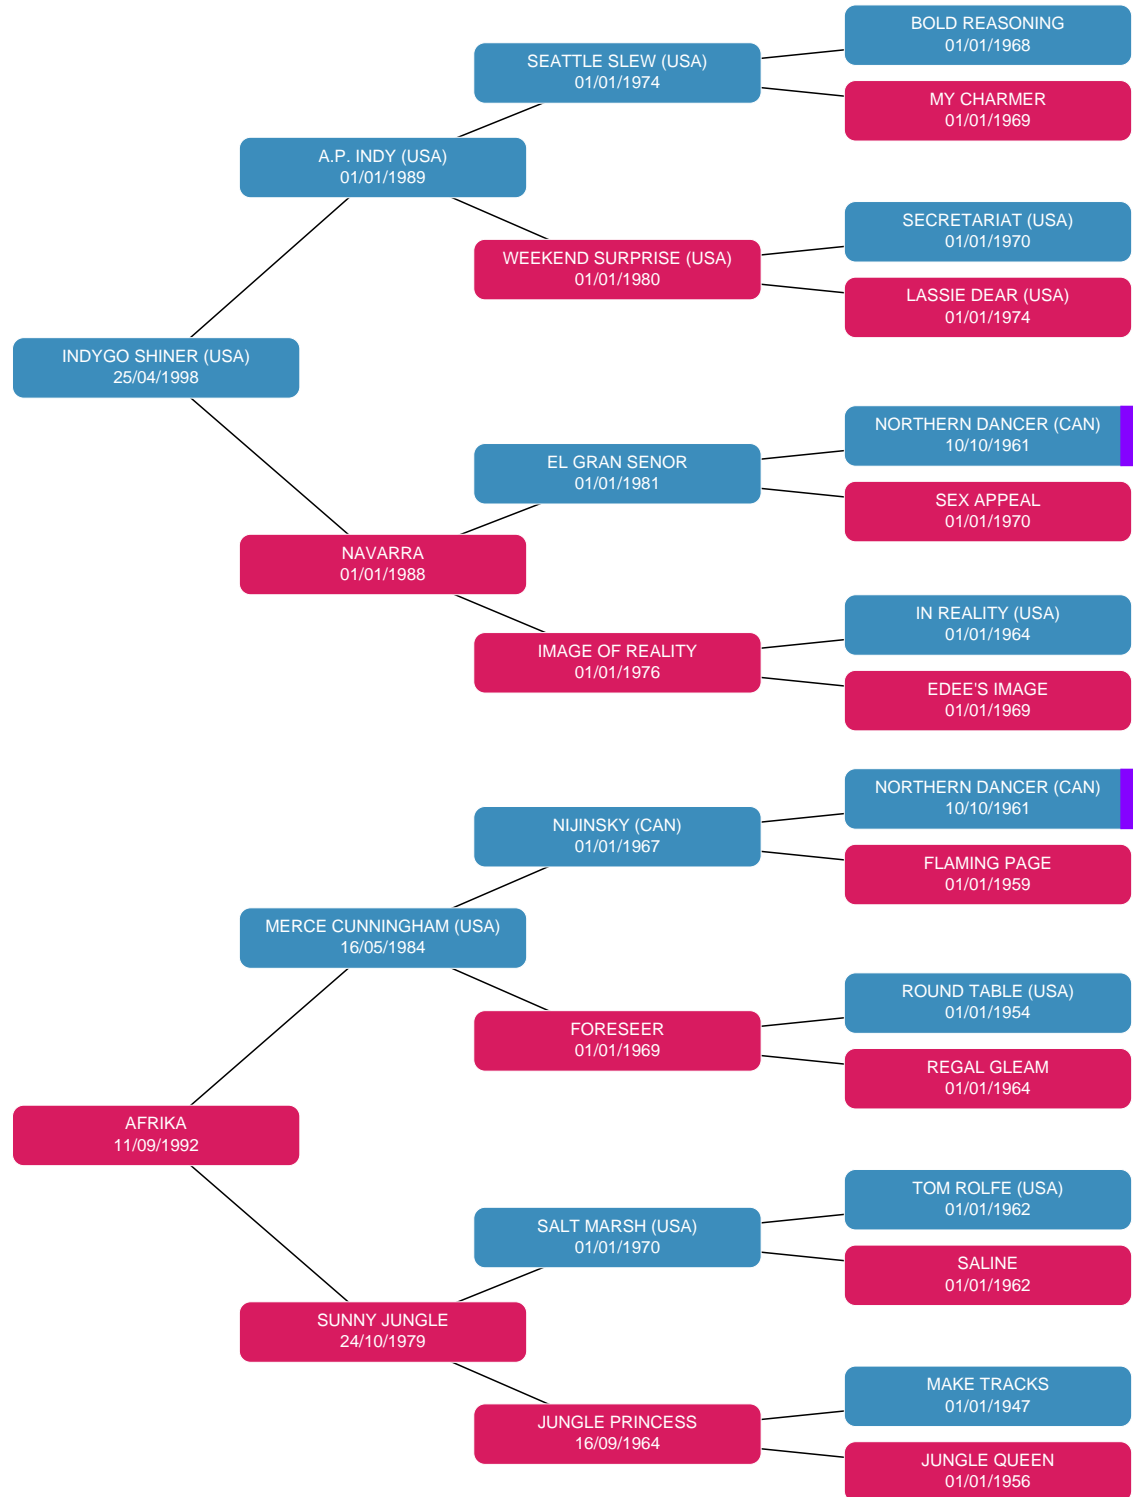 BOLD REASONING
01/01/1968
SEATTLE SLEW (USA)
01/01/1974
MY CHARMER
01/01/1969
A.P. INDY (USA)
01/01/1989
SECRETARIAT (USA)
01/01/1970
WEEKEND SURPRISE (USA)
01/01/1980
LASSIE DEAR (USA)
01/01/1974
INDYGO SHINER (USA)
25/04/1998
NORTHERN DANCER (CAN)
10/10/1961
EL GRAN SENOR
01/01/1981
SEX APPEAL
01/01/1970
NAVARRA
01/01/1988
IN REALITY (USA)
01/01/1964
IMAGE OF REALITY
01/01/1976
EDEE'S IMAGE
01/01/1969
NORTHERN DANCER (CAN)
10/10/1961
NIJINSKY (CAN)
01/01/1967
FLAMING PAGE
01/01/1959
MERCE CUNNINGHAM (USA)
16/05/1984
ROUND TABLE (USA)
01/01/1954
FORESEER
01/01/1969
REGAL GLEAM
01/01/1964
AFRIKA
11/09/1992
TOM ROLFE (USA)
01/01/1962
SALT MARSH (USA)
01/01/1970
SALINE
01/01/1962
SUNNY JUNGLE
24/10/1979
MAKE TRACKS
01/01/1947
JUNGLE PRINCESS
16/09/1964
JUNGLE QUEEN
01/01/1956